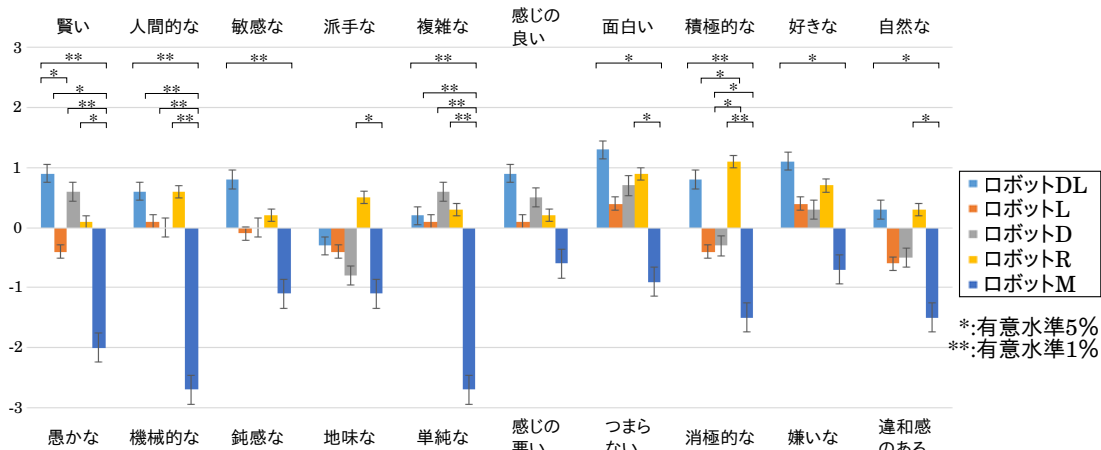 賢い 人間的な 敏感な 派手な 複雑な 感じの良い 面白い 積極的な 好きな 自然な
3
** ** ** ** * ** * *
* *
* ** ** *
** ** ** * *
* ** * ** * ** *
2
1
0
-1
-2
-3
ロボットDL
ロボットL
ロボットD
ロボットR
ロボットM
*:有意水準5%
**:有意水準1%
愚かな 機械的な 鈍感な 地味な 単純な 感じの悪い つまらない 消極的な 嫌いな 違和感のある